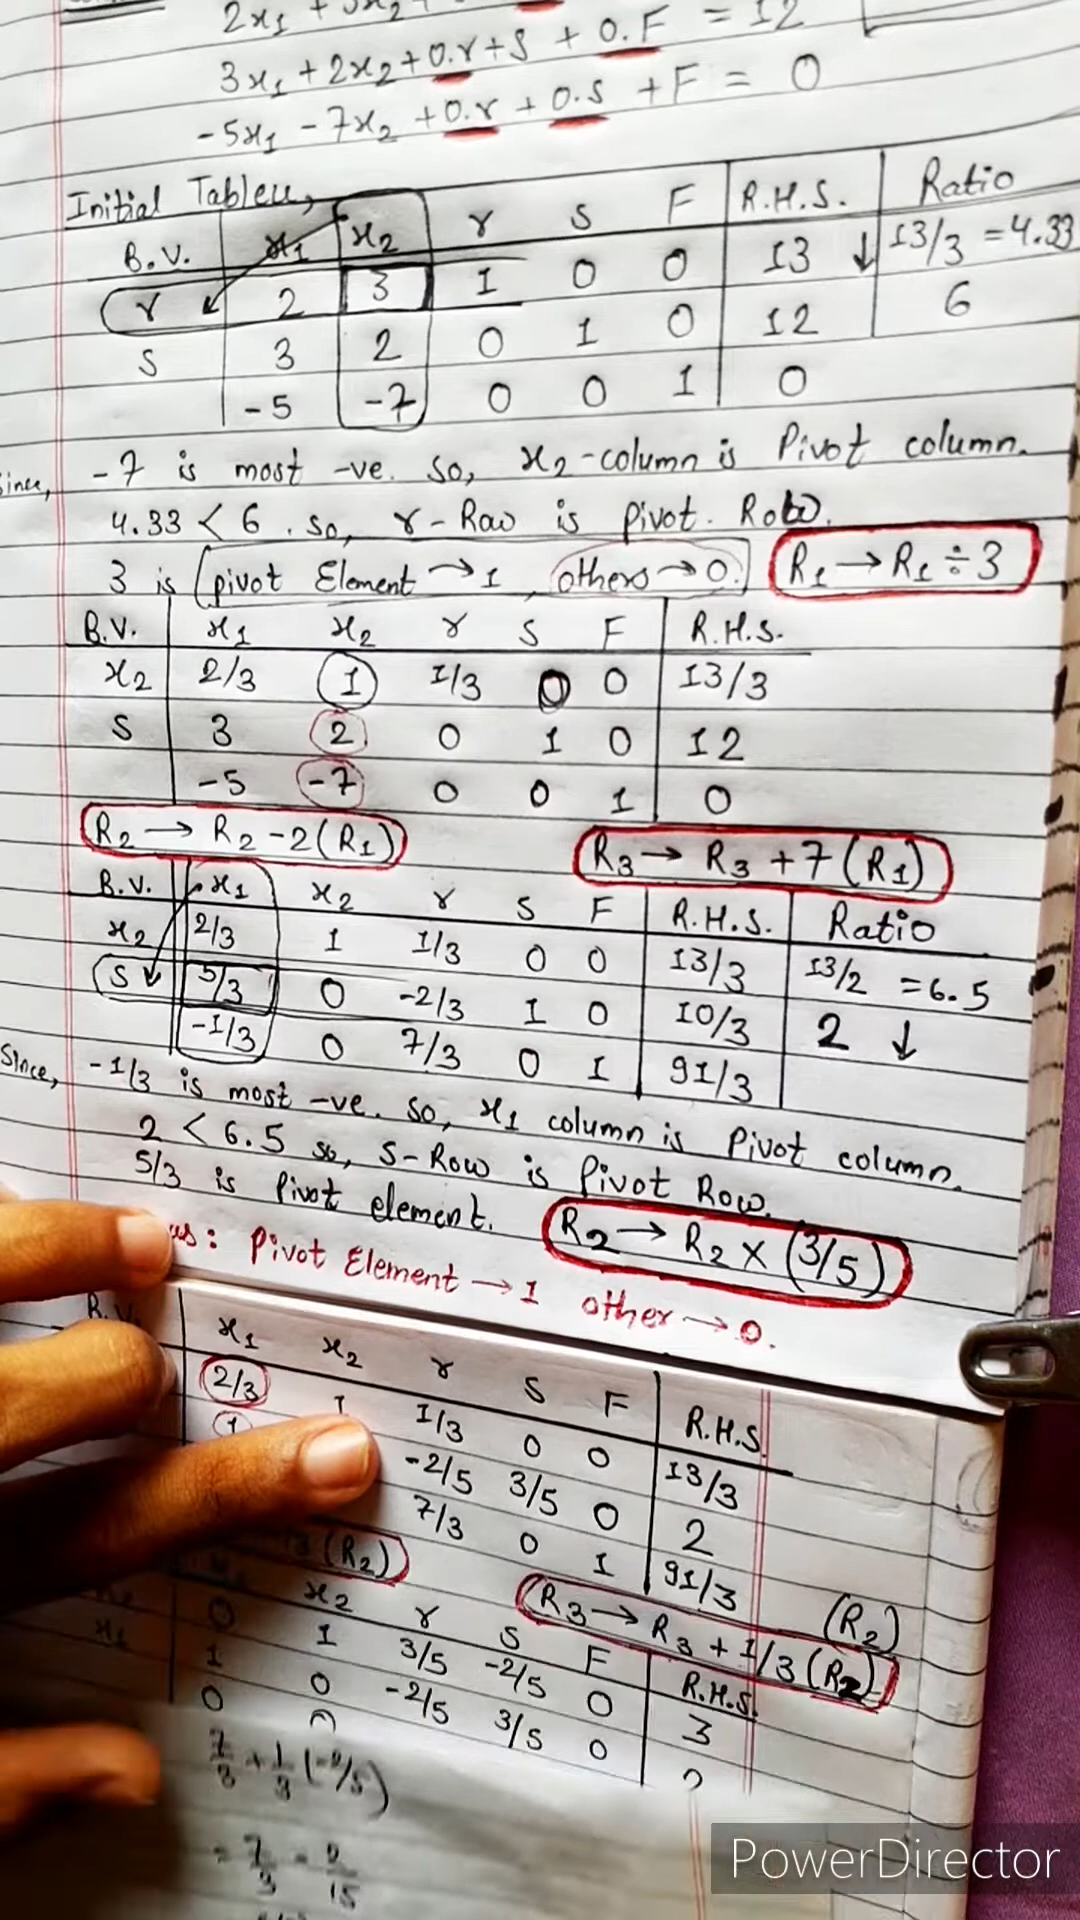 2x₁ +
3x₁ + 2x₂ + 0.r + S + 0.F = 12
-5x₁ - 7x₂ + 0.r + 0.s + F = 0
Initial Tableu,
B.V. x₁ x₂ r S F R.H.S. Ratio
r 2 3 1 0 0 13 ↓ 13/3 = 4.33
S 3 2 0 1 0 12 6
-5 -7 0 0 1 0
Since, -7 is most -ve. so, x₂-column is Pivot column.
4.33 < 6. so, r-Row is pivot. Row.
3 is pivot Element → 1, others → 0. R₁ → R₁ ÷ 3
B.V. x₁ x₂ r S F R.H.S.
x₂ 2/3 1 1/3 0 0 13/3
S 3 2 0 1 0 12
-5 -7 0 0 1 0
R₂ → R₂ - 2(R₁) R₃ → R₃ + 7(R₁)
B.V. x₁ x₂ r S F R.H.S. Ratio
x₂ 2/3 1 1/3 0 0 13/3 13/2 = 6.5
S 5/3 0 -2/3 1 0 10/3 2 ↓
-1/3 0 7/3 0 1 91/3
Since, -1/3 is most -ve. so, x₁ column is Pivot column.
2 < 6.5 so, S-Row is Pivot Row.
5/3 is Pivot element. R₂ → R₂ × (3/5)
: Pivot Element → 1 other → 0.
x₁ x₂ r S F R.H.S.
2/3 1 1/3 0 0 13/3
1 -2/5 3/5 0 2
7/3 0 1 91/3
(R₂) R₃ → R₃ + 1/3(R₂) (R₂)
x₂ r S F R.H.S.
0 1 3/5 -2/5 0 3
x₁ 1 0 -2/5 3/5 0
0
PowerDirector